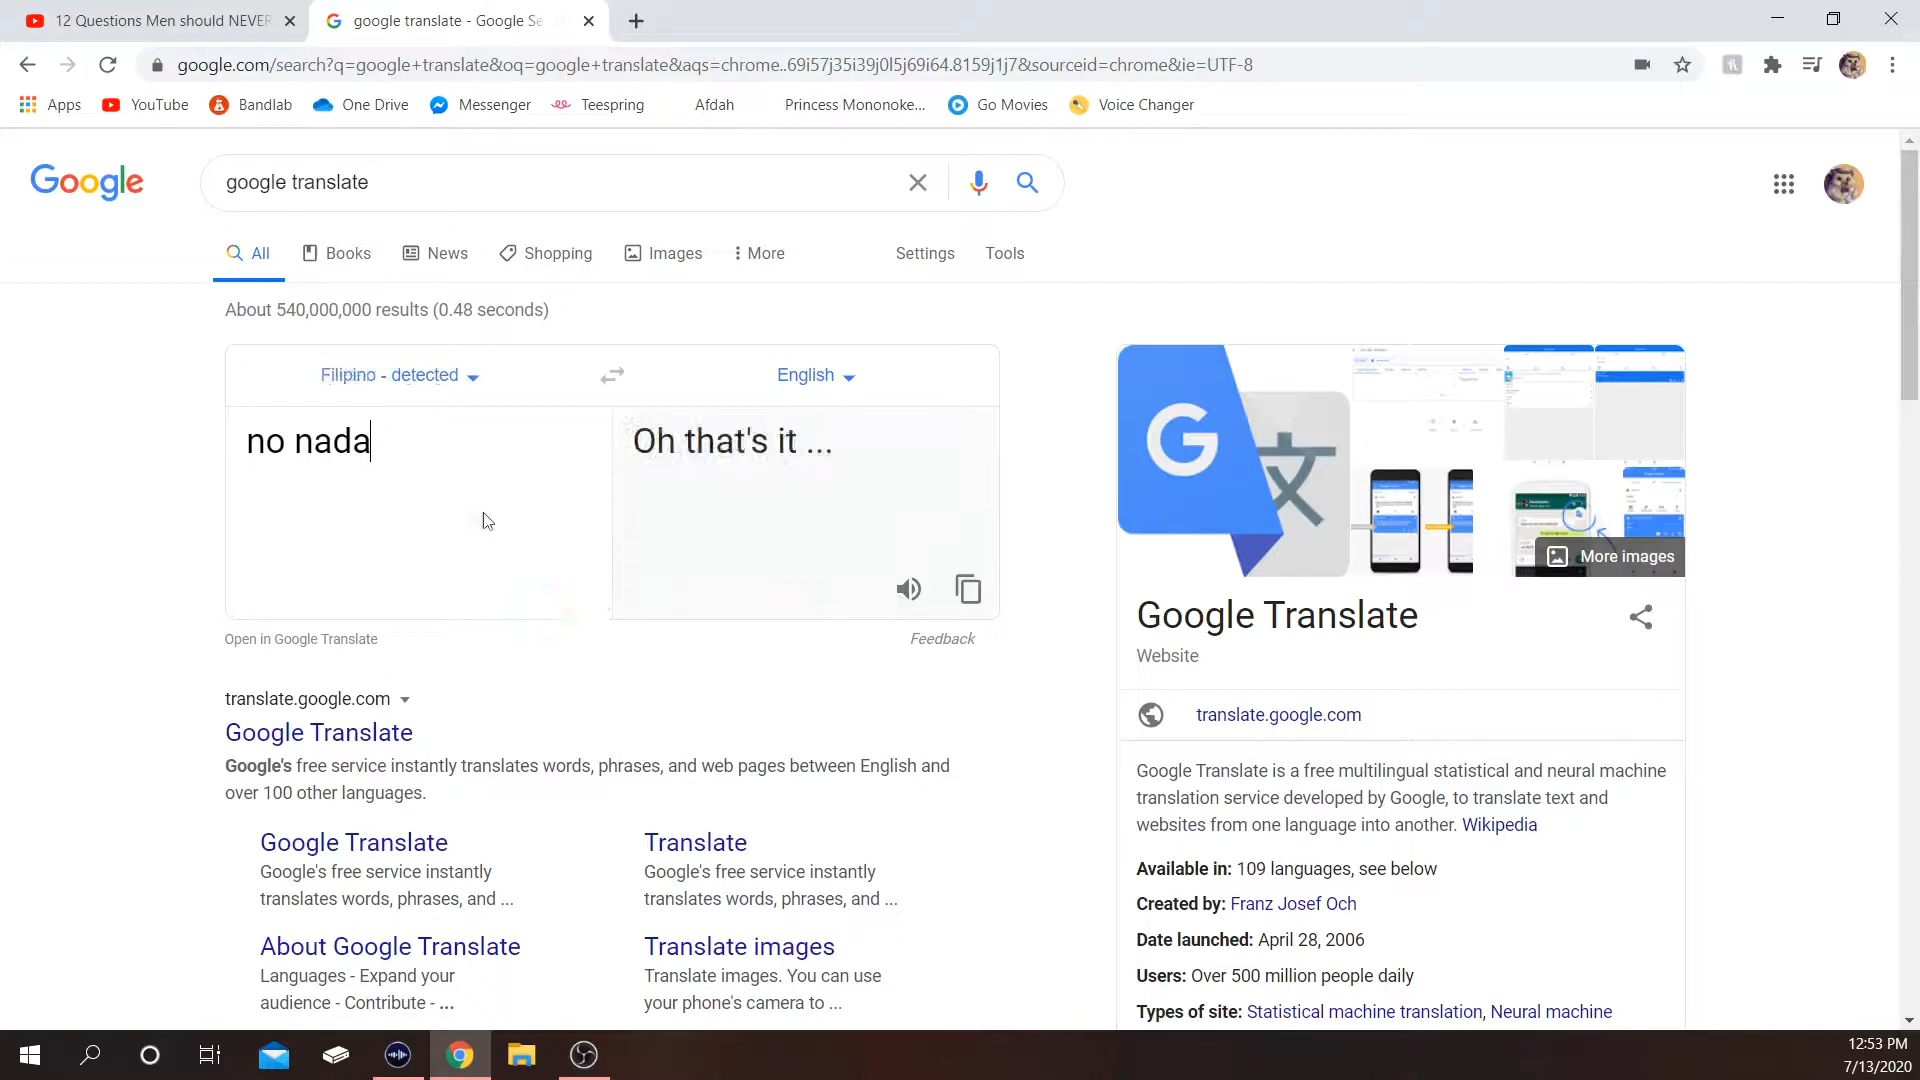 12 Questions Men should NEVER
google translate - Google Se
google.com/search?q=google+translate&oq=google+translate&aqs=chrome..69i57j35i39j0l5j69i64.8159j1j7&sourceid=chrome&ie=UTF-8
Apps YouTube Bandlab One Drive Messenger Teespring Afdah Princess Mononoke... Go Movies Voice Changer
Google
google translate
All Books News Shopping Images More Settings Tools
About 540,000,000 results (0.48 seconds)
Filipino - detected English
no nada
Oh that's it ...
Open in Google Translate Feedback
translate.google.com
Google Translate
Google's free service instantly translates words, phrases, and web pages between English and
over 100 other languages.
Google Translate
Google's free service instantly
translates words, phrases, and ...
Translate
Google's free service instantly
translates words, phrases, and ...
About Google Translate
Languages - Expand your
audience - Contribute - ...
Translate images
Translate images. You can use
your phone's camera to ...
G
文
More images
Google Translate
Website
translate.google.com
Google Translate is a free multilingual statistical and neural machine
translation service developed by Google, to translate text and
websites from one language into another. Wikipedia
Available in: 109 languages, see below
Created by: Franz Josef Och
Date launched: April 28, 2006
Users: Over 500 million people daily
Types of site: Statistical machine translation, Neural machine
12:53 PM
7/13/2020